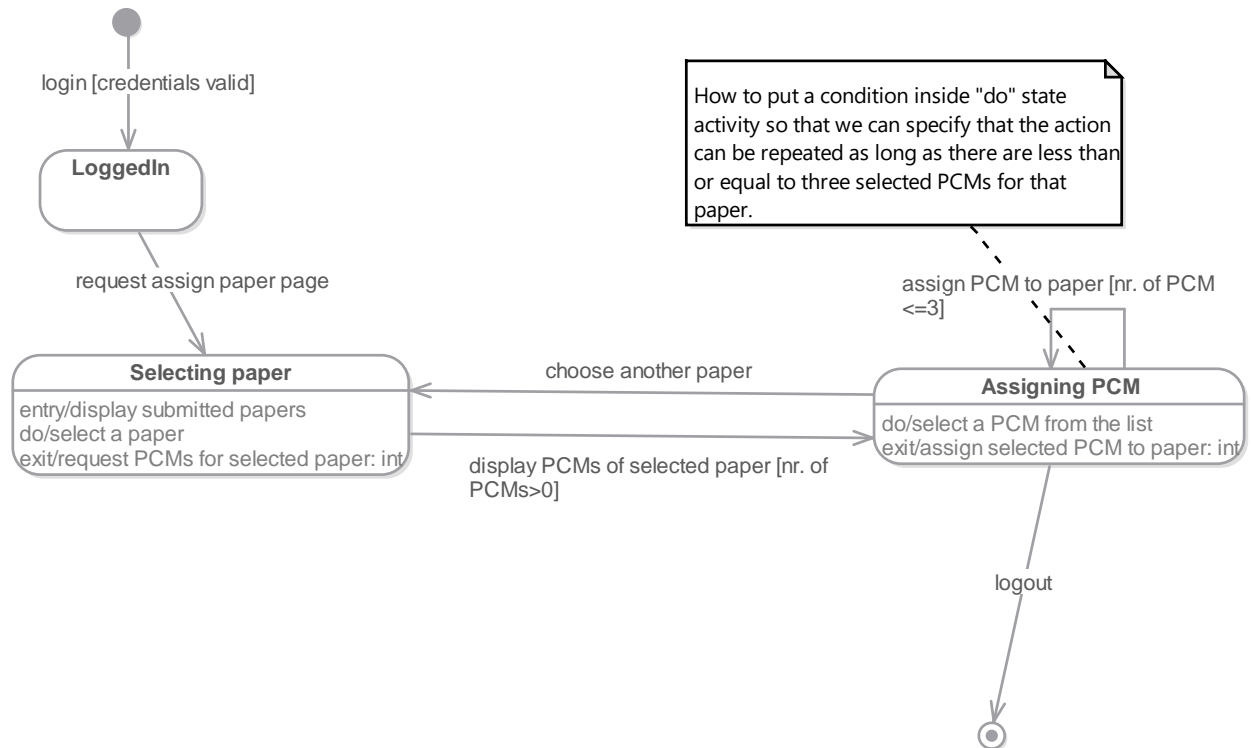 login [credentials valid]
LoggedIn
How to put a condition inside "do" state
activity so that we can specify that the action
can be repeated as long as there are less than
or equal to three selected PCMs for that
paper.
request assign paper page
assign PCM to paper [nr. of PCM
<=3]
Selecting paper
entry/display submitted papers
do/select a paper
exit/request PCMs for selected paper: int
choose another paper
display PCMs of selected paper [nr. of
PCMs>0]
Assigning PCM
do/select a PCM from the list
exit/assign selected PCM to paper: int
logout